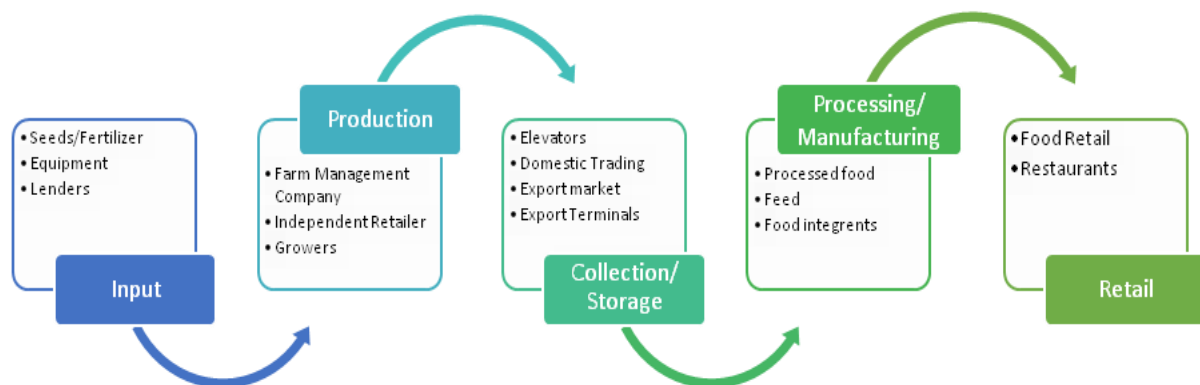 • Seeds/Fertilizer
• Equipment
• Lenders
Input
Production
• Farm Management
Company
• Independent Retailer
• Growers
• Elevators
• Domestic Trading
• Export market
• Export Terminals
Collection/
Storage
Processing/
Manufacturing
• Processed food
• Feed
• Food integrents
• Food Retail
• Restaurants
Retail